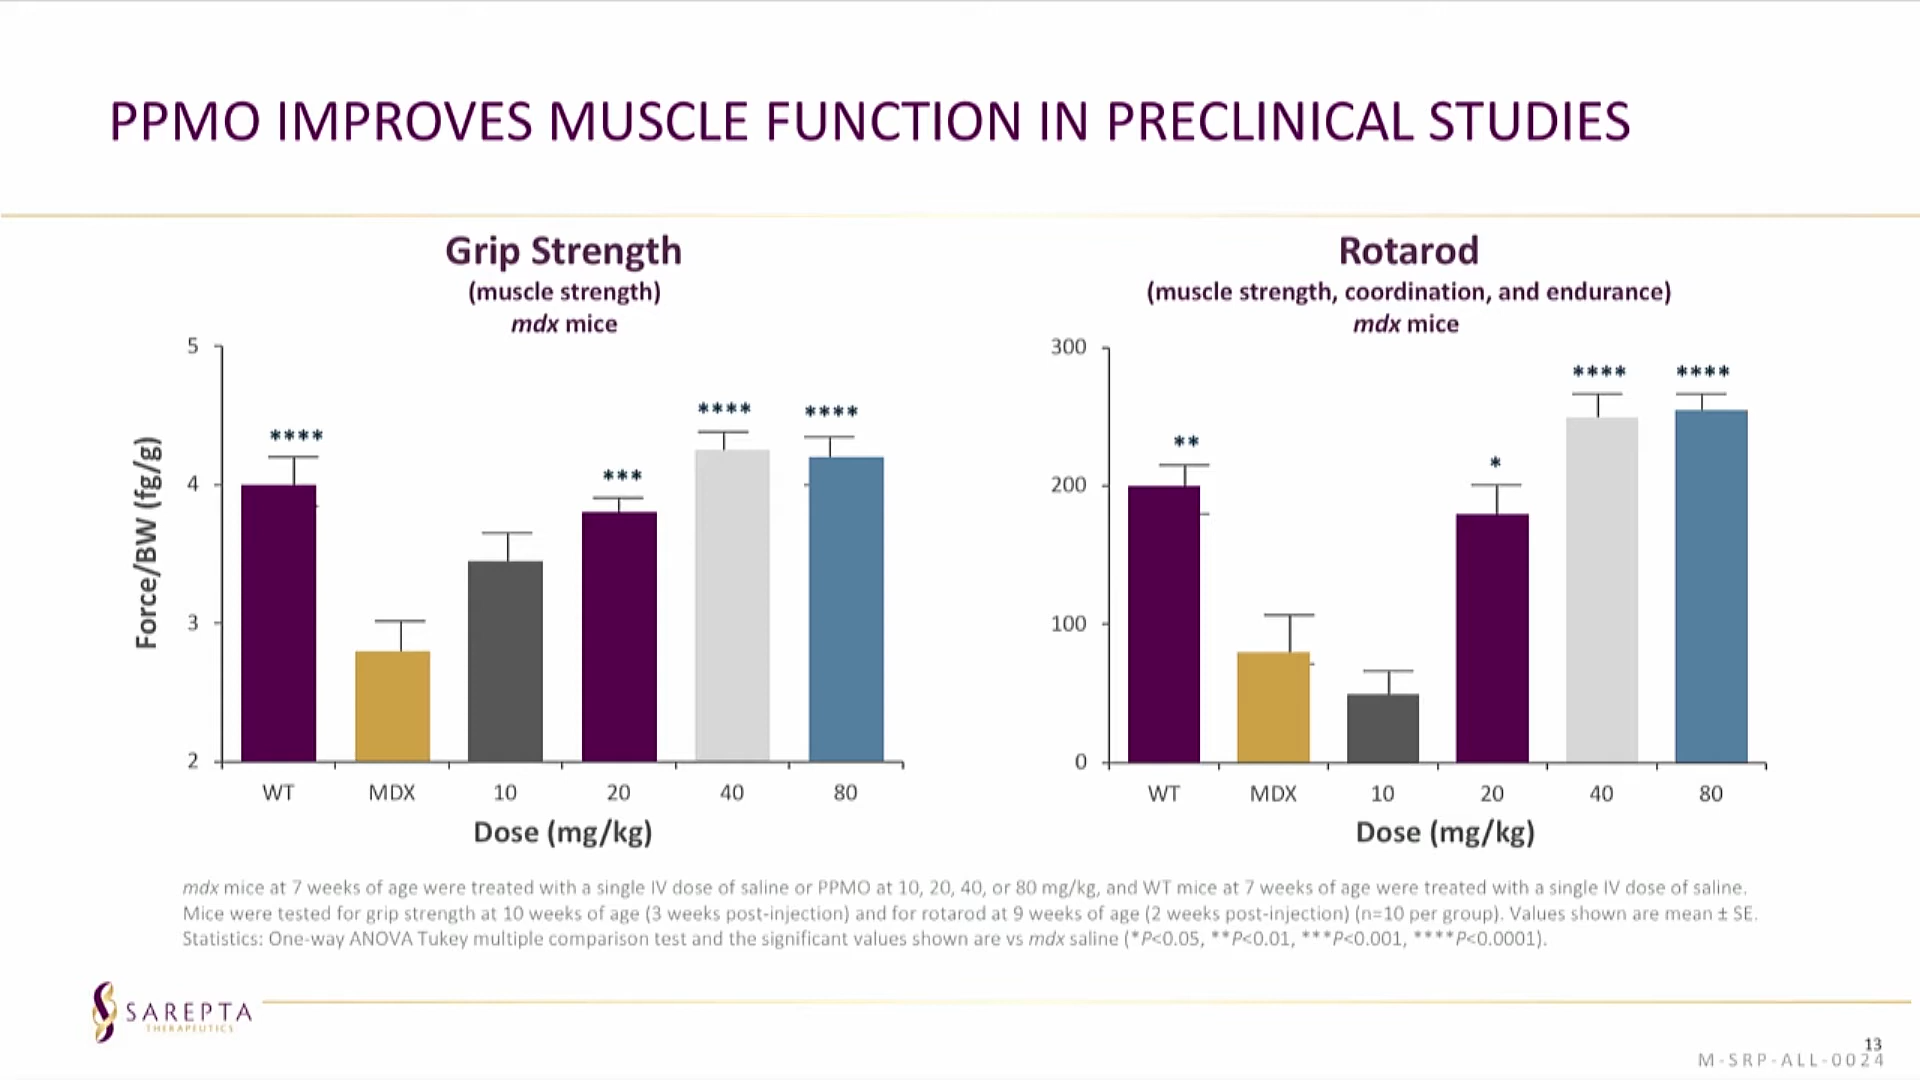 PPMO IMPROVES MUSCLE FUNCTION IN PRECLINICAL STUDIES
Grip Strength
(muscle strength)
mdx mice
5
4
3
2
Force/BW (fg/g)
****
***
****
****
WT MDX 10 20 40 80
Dose (mg/kg)
Rotarod
(muscle strength, coordination, and endurance)
mdx mice
300
200
100
0
**
*
****
****
WT MDX 10 20 40 80
Dose (mg/kg)
mdx mice at 7 weeks of age were treated with a single IV dose of saline or PPMO at 10, 20, 40, or 80 mg/kg, and WT mice at 7 weeks of age were treated with a single IV dose of saline.
Mice were tested for grip strength at 10 weeks of age (3 weeks post-injection) and for rotarod at 9 weeks of age (2 weeks post-injection) (n=10 per group). Values shown are mean ± SE.
Statistics: One-way ANOVA Tukey multiple comparison test and the significant values shown are vs mdx saline (*P<0.05, **P<0.01, ***P<0.001, ****P<0.0001).
SAREPTA
THERAPEUTICS
13
M-SRP-ALL-0024